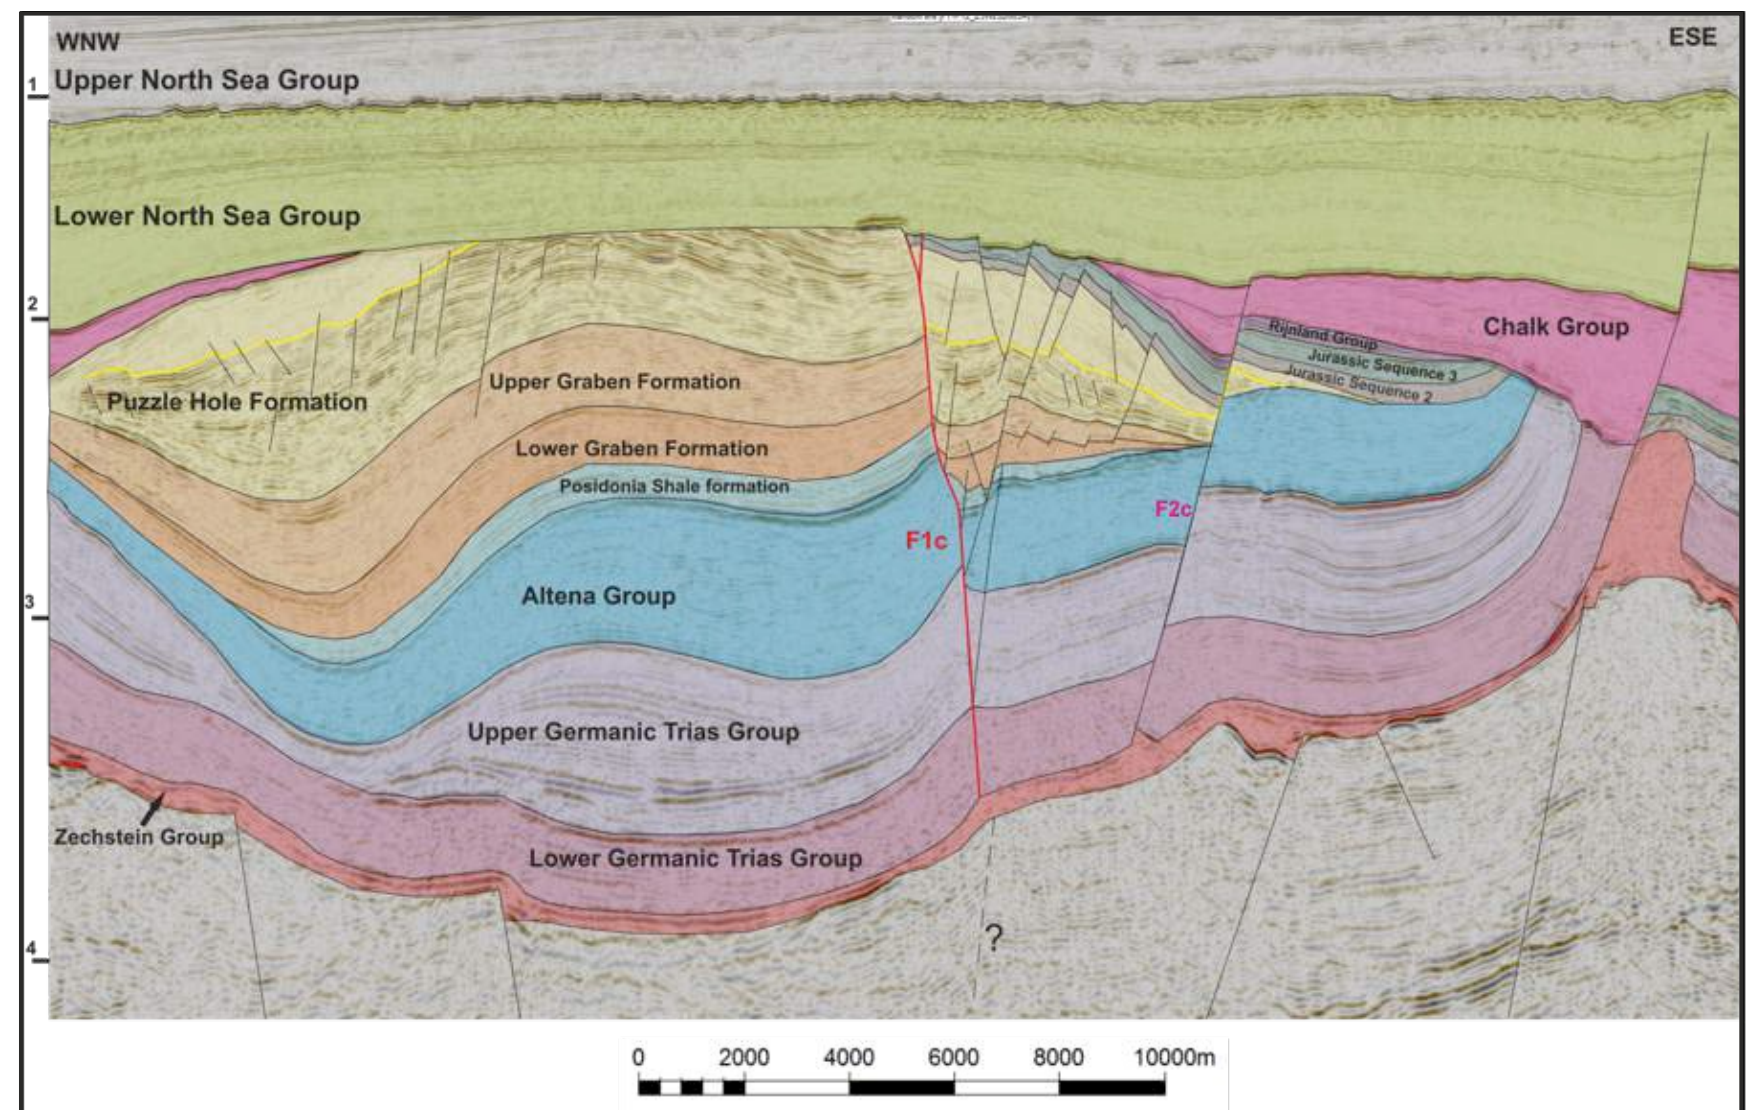 WNW
ESE
1
Upper North Sea Group
Lower North Sea Group
2
Chalk Group
Rijnland Group
Jurassic Sequence 3
Jurassic Sequence 2
Upper Graben Formation
Puzzle Hole Formation
Lower Graben Formation
Posidonia Shale formation
F2c
F1c
3
Altena Group
Upper Germanic Trias Group
Zechstein Group
Lower Germanic Trias Group
4
?
0 2000 4000 6000 8000 10000m